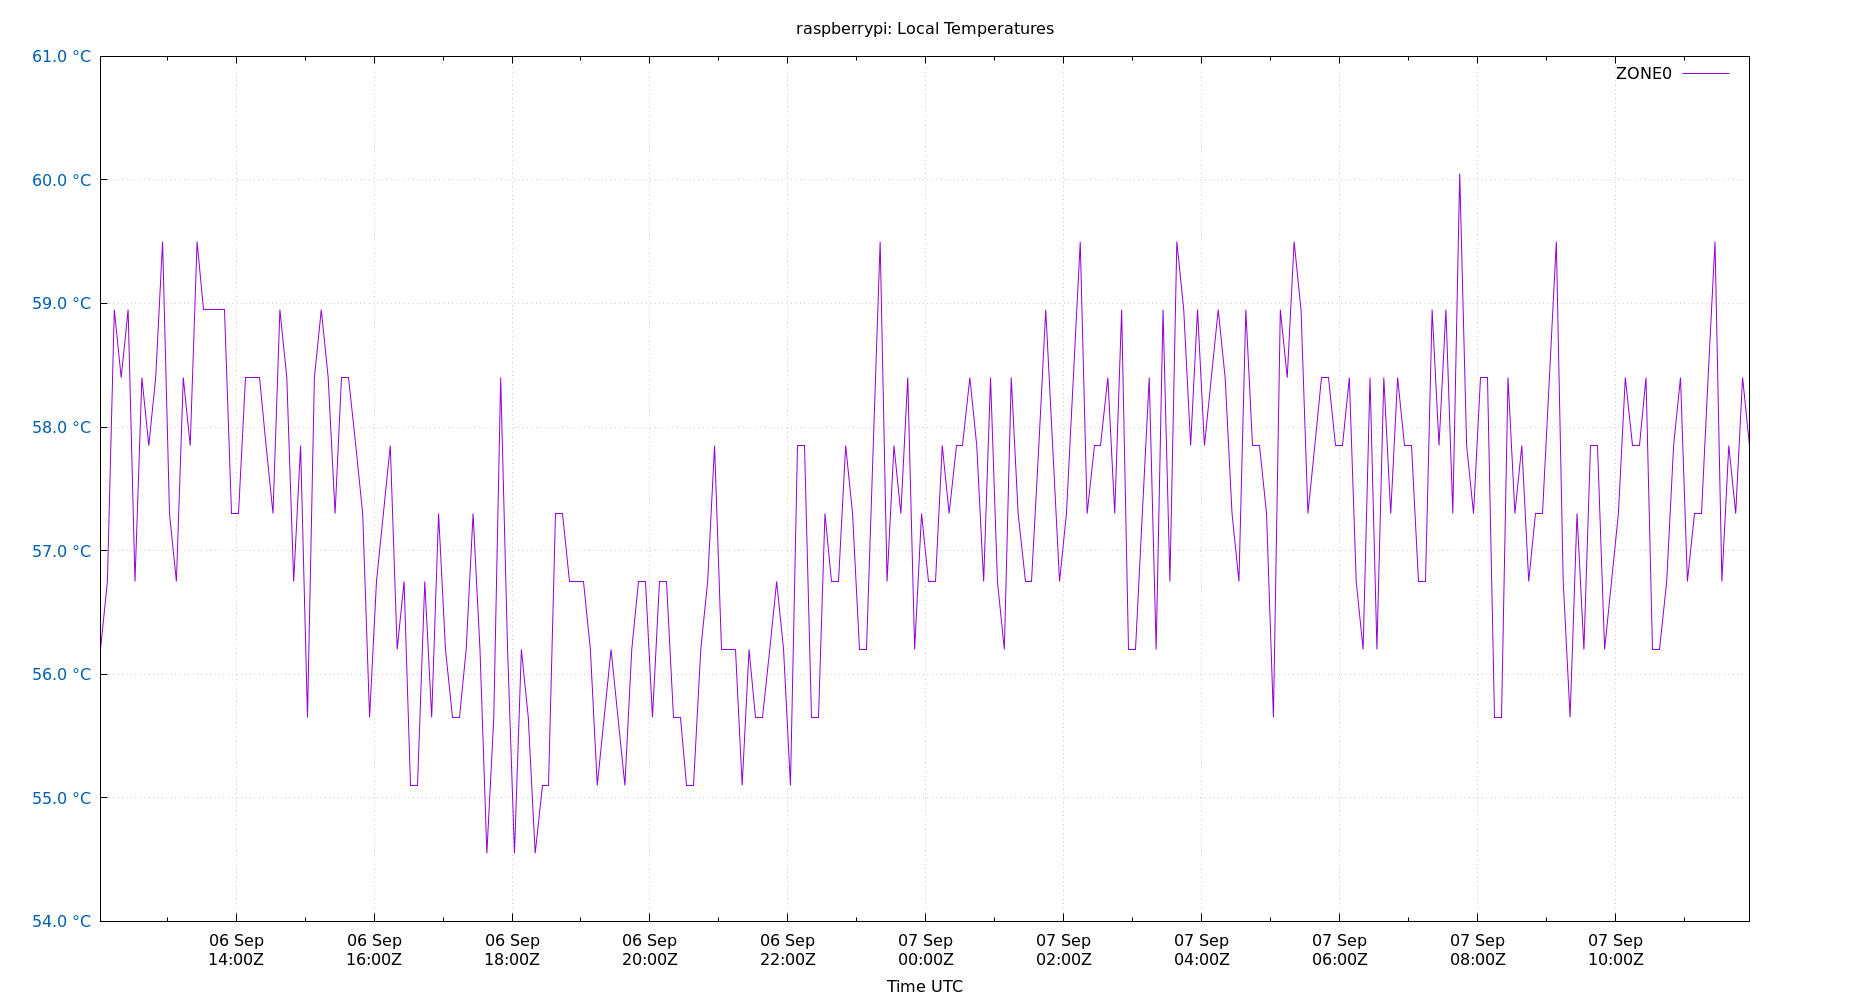 raspberrypi: Local Temperatures
61.0 °C
60.0 °C
59.0 °C
58.0 °C
57.0 °C
56.0 °C
55.0 °C
54.0 °C
ZONE0
06 Sep 06 Sep 06 Sep 06 Sep 06 Sep 07 Sep 07 Sep 07 Sep 07 Sep 07 Sep 07 Sep
14:00Z 16:00Z 18:00Z 20:00Z 22:00Z 00:00Z 02:00Z 04:00Z 06:00Z 08:00Z 10:00Z
Time UTC